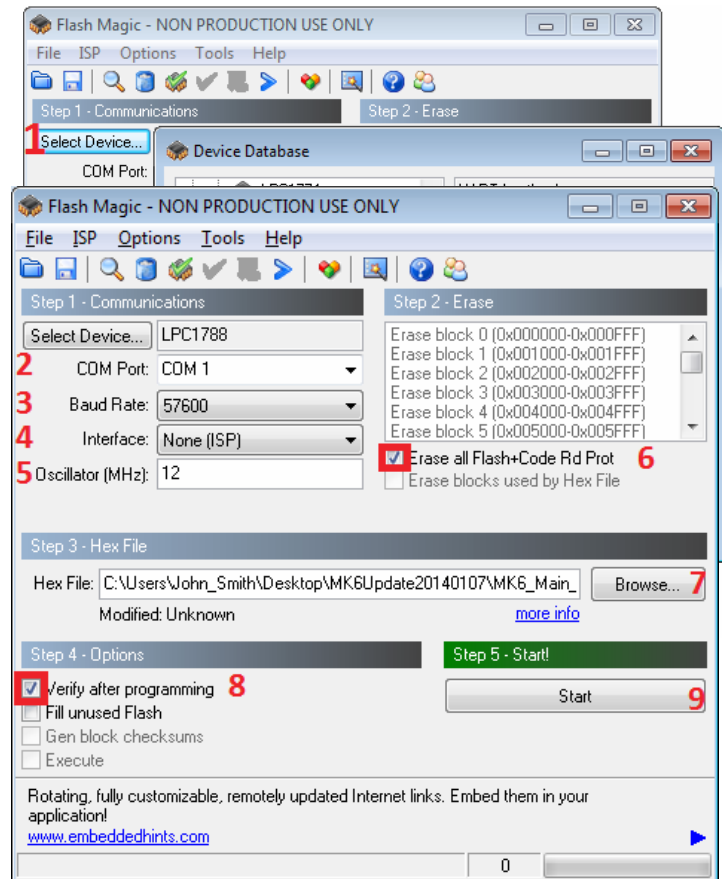 Flash Magic - NON PRODUCTION USE ONLY
File ISP Options Tools Help
Step 1 - Communications
Step 2 - Erase
1
Select Device...
Device Database
COM Port:
Flash Magic - NON PRODUCTION USE ONLY
File ISP Options Tools Help
Step 1 - Communications
Step 2 - Erase
Select Device... LPC1788
2 COM Port: COM 1
3 Baud Rate: 57600
4 Interface: None (ISP)
5 Oscillator (MHz): 12
Erase block 0 (0x000000-0x000FFF)
Erase block 1 (0x001000-0x001FFF)
Erase block 2 (0x002000-0x002FFF)
Erase block 3 (0x003000-0x003FFF)
Erase block 4 (0x004000-0x004FFF)
Erase block 5 (0x005000-0x005FFF)
Erase all Flash+Code Rd Prot 6
Erase blocks used by Hex File
Step 3 - Hex File
Hex File: C:\Users\John_Smith\Desktop\MK6Update20140107\MK6_Main_ Browse... 7
Modified: Unknown more info
Step 4 - Options
Step 5 - Start!
Verify after programming 8
Fill unused Flash
Gen block checksums
Execute
Start 9
Rotating, fully customizable, remotely updated Internet links. Embed them in your
application!
www.embeddedhints.com
0